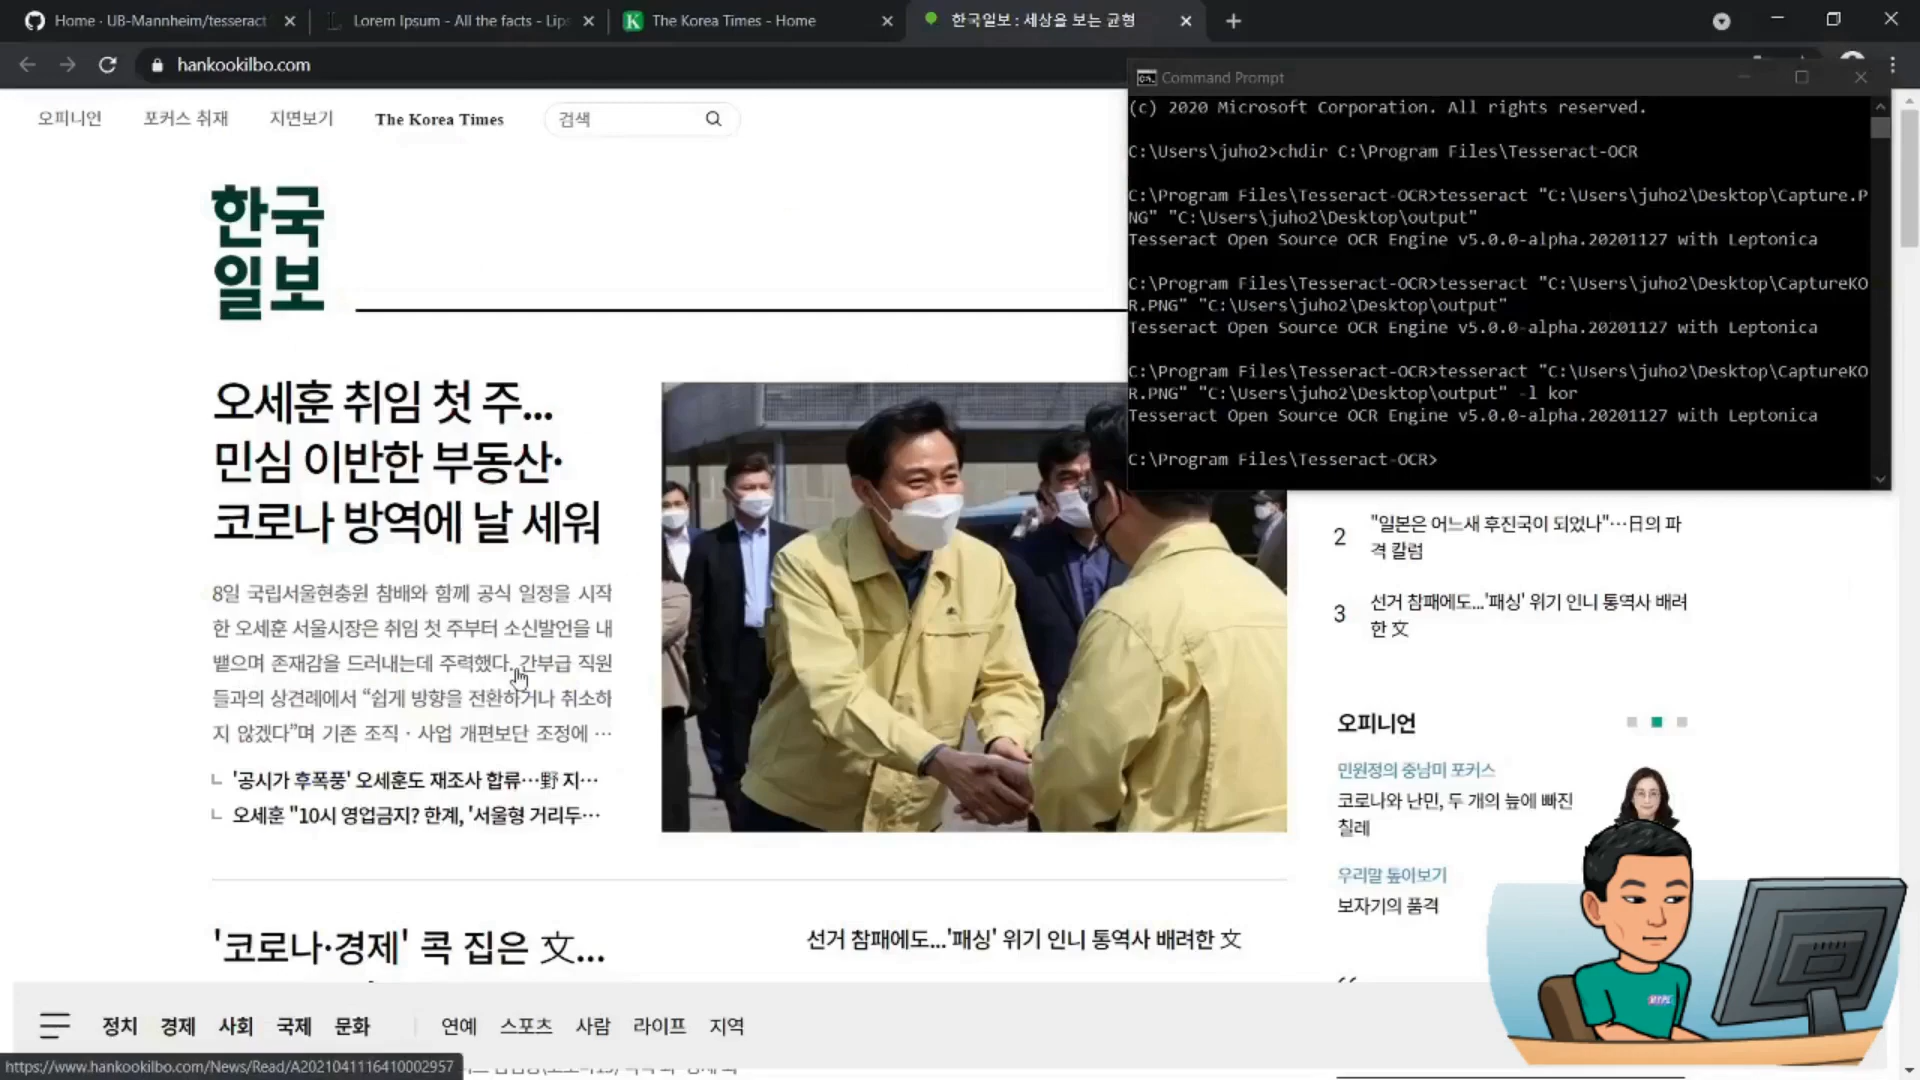 Home · UB-Mannheim/tesseract
Lorem Ipsum - All the facts - Lip
The Korea Times - Home
한국일보 : 세상을 보는 균형
hankookilbo.com
오피니언 포커스 취재 지면보기 The Korea Times 검색
한국
일보
오세훈 취임 첫 주...
민심 이반한 부동산·
코로나 방역에 날 세워
8일 국립서울현충원 참배와 함께 공식 일정을 시작
한 오세훈 서울시장은 취임 첫 주부터 소신발언을 내
뱉으며 존재감을 드러내는데 주력했다. 간부급 직원
들과의 상견례에서 “쉽게 방향을 전환하거나 취소하
지 않겠다”며 기존 조직 · 사업 개편보단 조정에 …
'공시가 후폭풍' 오세훈도 재조사 합류…野 지…
오세훈 "10시 영업금지? 한계, '서울형 거리두…
'코로나·경제' 콕 집은 文...
선거 참패에도...'패싱' 위기 인니 통역사 배려한 文
Command Prompt
(c) 2020 Microsoft Corporation. All rights reserved.
C:\Users\juho2>chdir C:\Program Files\Tesseract-OCR
C:\Program Files\Tesseract-OCR>tesseract "C:\Users\juho2\Desktop\Capture.P
NG" "C:\Users\juho2\Desktop\output"
Tesseract Open Source OCR Engine v5.0.0-alpha.20201127 with Leptonica
C:\Program Files\Tesseract-OCR>tesseract "C:\Users\juho2\Desktop\CaptureKO
R.PNG" "C:\Users\juho2\Desktop\output"
Tesseract Open Source OCR Engine v5.0.0-alpha.20201127 with Leptonica
C:\Program Files\Tesseract-OCR>tesseract "C:\Users\juho2\Desktop\CaptureKO
R.PNG" "C:\Users\juho2\Desktop\output" -l kor
Tesseract Open Source OCR Engine v5.0.0-alpha.20201127 with Leptonica
C:\Program Files\Tesseract-OCR>
2 "일본은 어느새 후진국이 되었나"…日의 파
격 칼럼
3 선거 참패에도...'패싱' 위기 인니 통역사 배려
한 文
오피니언
민원정의 중남미 포커스
코로나와 난민, 두 개의 늪에 빠진
칠레
우리말 톺아보기
보자기의 품격
정치 경제 사회 국제 문화 연예 스포츠 사람 라이프 지역
https://www.hankookilbo.com/News/Read/A2021041116410002957